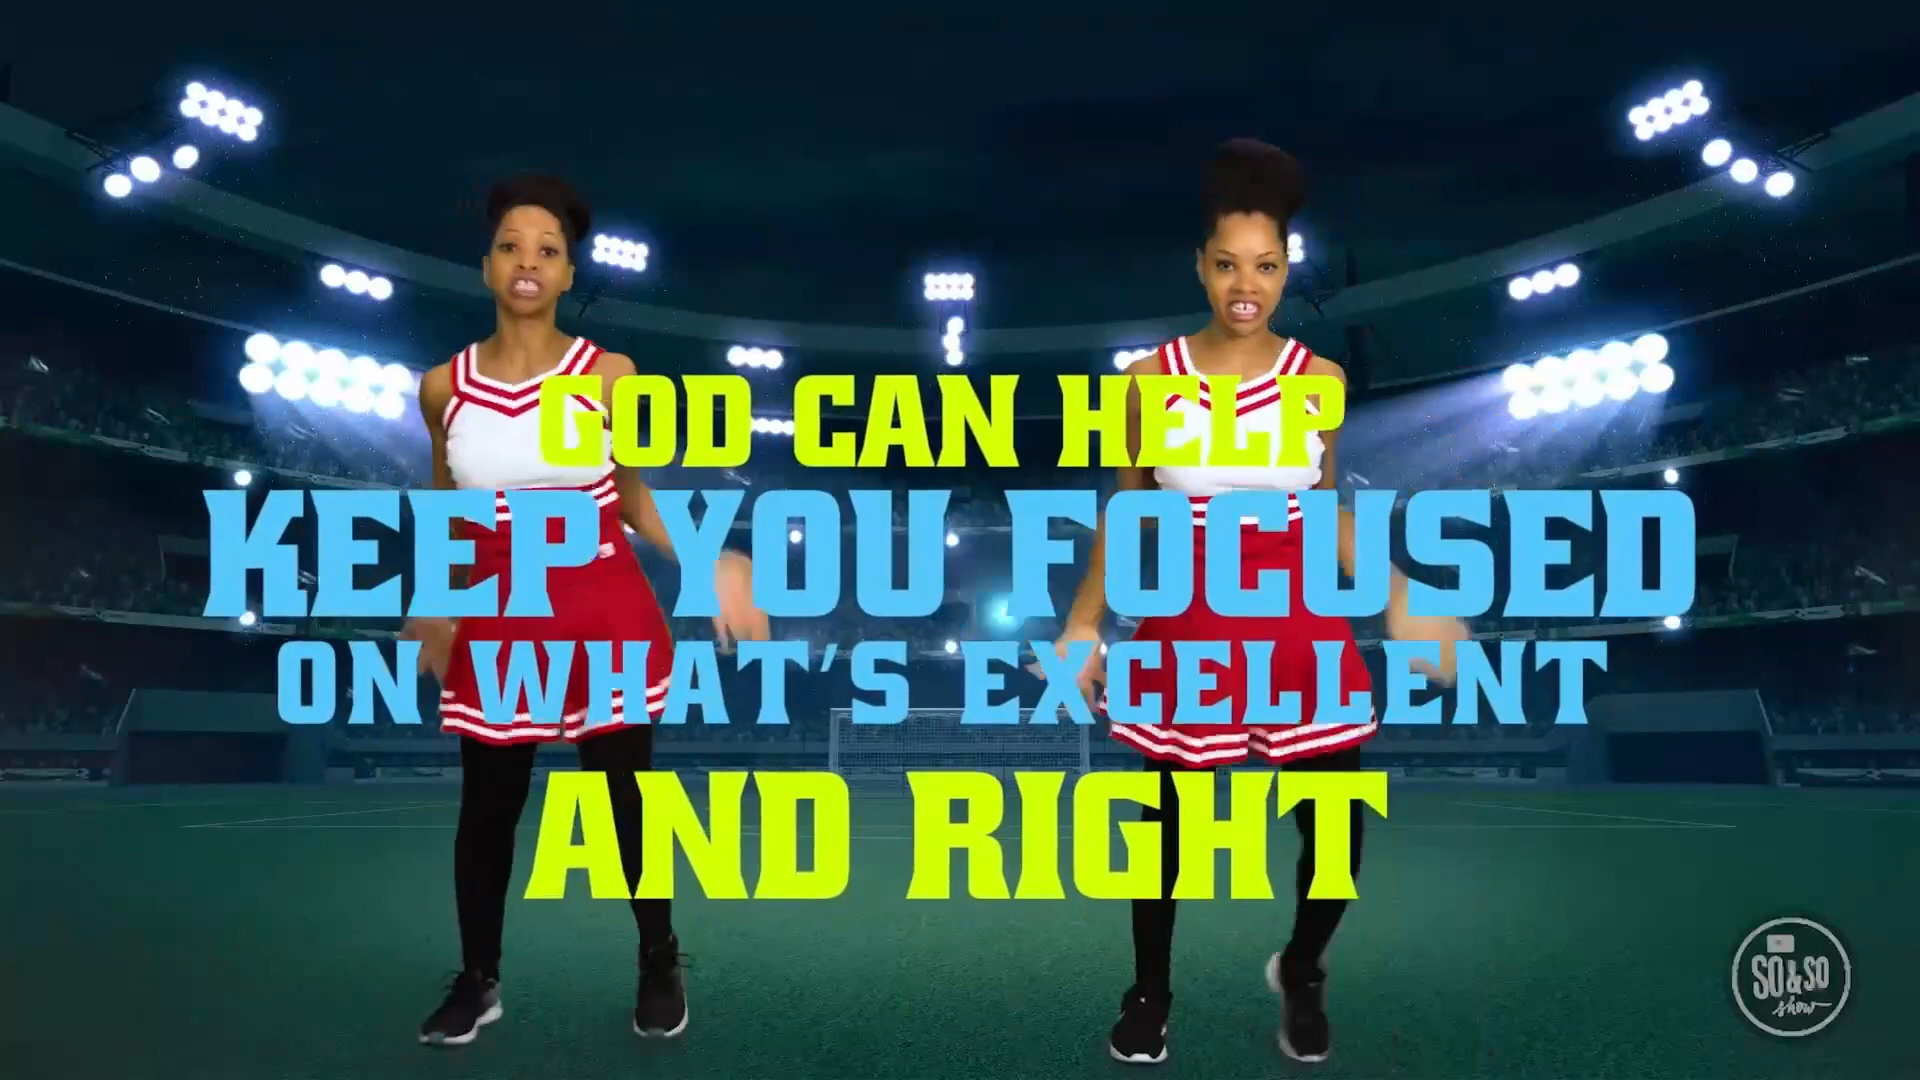 GOD CAN HELP
KEEP YOU FOCUSED
ON WHAT'S EXCELLENT
AND RIGHT
SO & SO
show